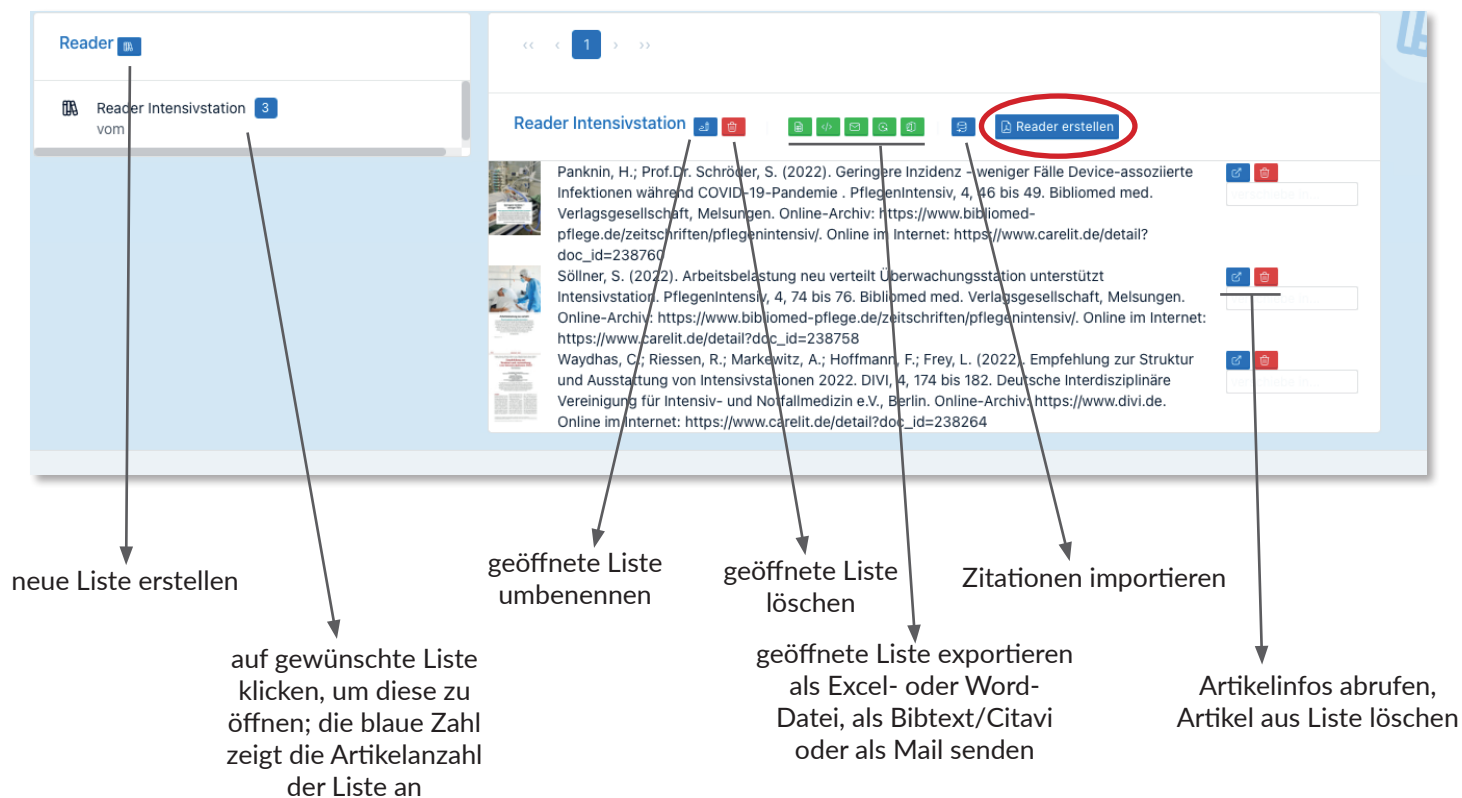 Reader
Reader Intensivstation 3
vom
1
Reader Intensivstation
Reader erstellen
Panknin, H.; Prof.Dr. Schröder, S. (2022). Geringere Inzidenz - weniger Fälle Device-assoziierte
Infektionen während COVID-19-Pandemie . PflegenIntensiv, 4, 46 bis 49. Bibliomed med.
Verlagsgesellschaft, Melsungen. Online-Archiv: https://www.bibliomed-
pflege.de/zeitschriften/pflegenintensiv/. Online im Internet: https://www.carelit.de/detail?
doc_id=238760
Söllner, S. (2022). Arbeitsbelastung neu verteilt Überwachungsstation unterstützt
Intensivstation. PflegenIntensiv, 4, 74 bis 76. Bibliomed med. Verlagsgesellschaft, Melsungen.
Online-Archiv: https://www.bibliomed-pflege.de/zeitschriften/pflegenintensiv/. Online im Internet:
https://www.carelit.de/detail?doc_id=238758
Waydhas, C.; Riessen, R.; Markewitz, A.; Hoffmann, F.; Frey, L. (2022). Empfehlung zur Struktur
und Ausstattung von Intensivstationen 2022. DIVI, 4, 174 bis 182. Deutsche Interdisziplinäre
Vereinigung für Intensiv- und Notfallmedizin e.V., Berlin. Online-Archiv: https://www.divi.de.
Online im Internet: https://www.carelit.de/detail?doc_id=238264
neue Liste erstellen
auf gewünschte Liste
klicken, um diese zu
öffnen; die blaue Zahl
zeigt die Artikelanzahl
der Liste an
geöffnete Liste
umbenennen
geöffnete Liste
löschen
geöffnete Liste exportieren
als Excel- oder Word-
Datei, als Bibtext/Citavi
oder als Mail senden
Zitationen importieren
Artikelinfos abrufen,
Artikel aus Liste löschen